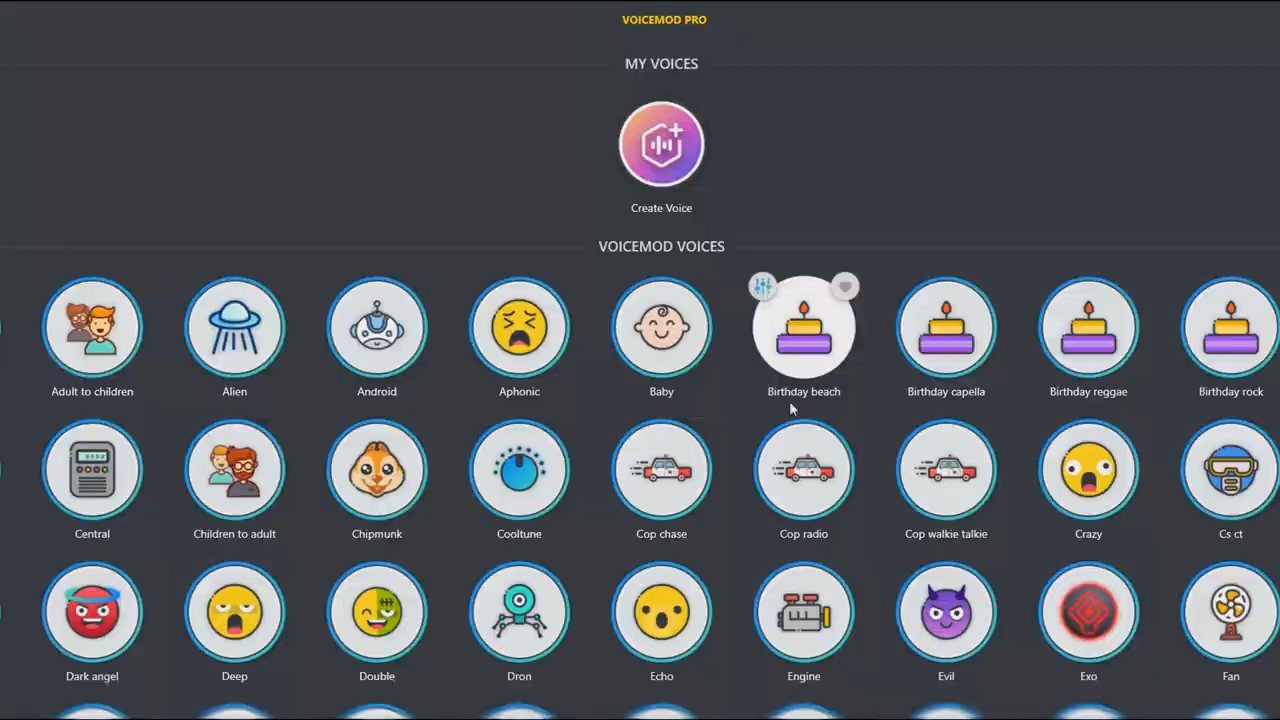 VOICEMOD PRO
MY VOICES
Create Voice
VOICEMOD VOICES
Adult to children
Alien
Android
Aphonic
Baby
Birthday beach
Birthday capella
Birthday reggae
Birthday rock
Central
Children to adult
Chipmunk
Cooltune
Cop chase
Cop radio
Cop walkie talkie
Crazy
Cs ct
Dark angel
Deep
Double
Dron
Echo
Engine
Evil
Exo
Fan